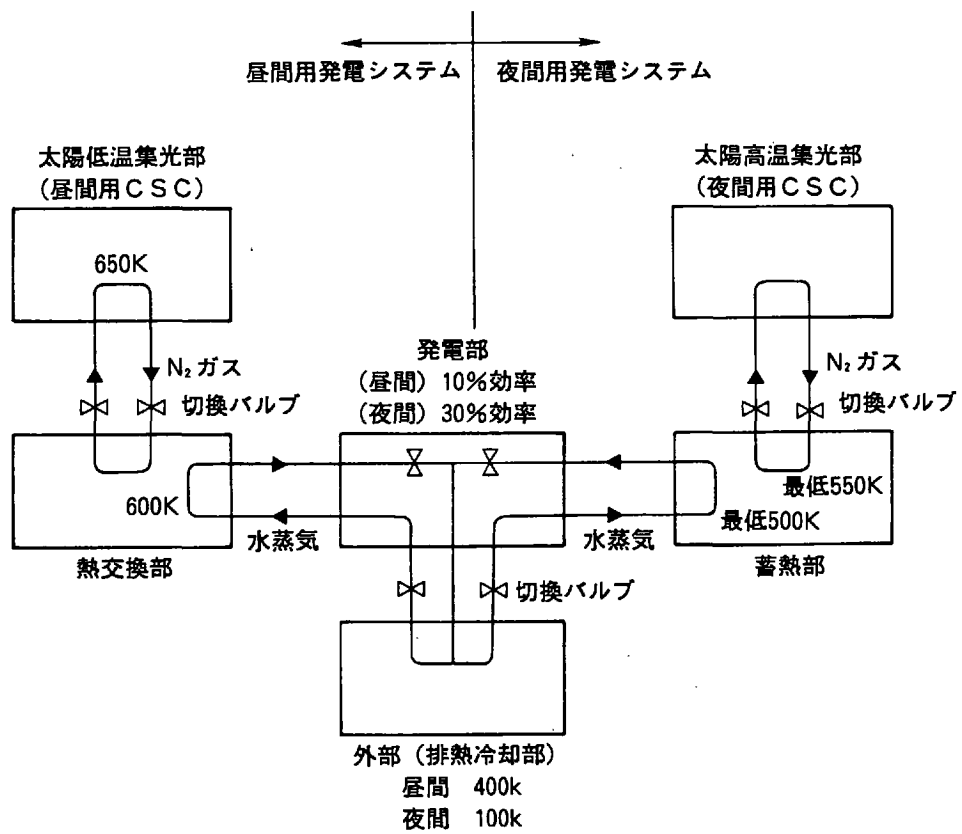 昼間用発電システム
夜間用発電システム
太陽低温集光部
(昼間用CSC)
太陽高温集光部
(夜間用CSC)
650K
N₂ガス
切換バルブ
N₂ガス
切換バルブ
発電部
(昼間) 10%効率
(夜間) 30%効率
600K
最低550K
最低500K
水蒸気
水蒸気
熱交換部
蓄熱部
切換バルブ
外部(排熱冷却部)
昼間 400k
夜間 100k